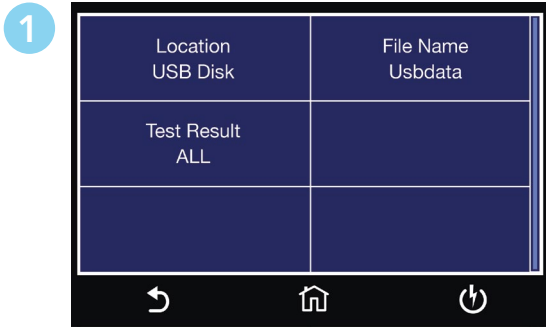 1
Location
USB Disk
File Name
Usbdata
Test Result
ALL